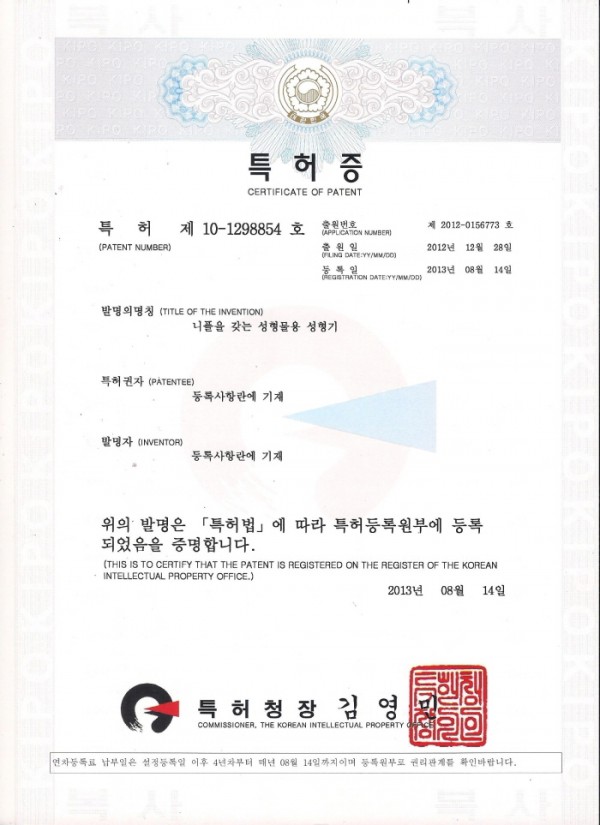 복사
특허증
CERTIFICATE OF PATENT
특 허 제 10-1298854 호
(PATENT NUMBER)
출원번호 제 2012-0156773 호
(APPLICATION NUMBER)
출 원 일 2012년 12월 28일
(FILING DATE:YY/MM/DD)
등 록 일 2013년 08월 14일
(REGISTRATION DATE:YY/MM/DD)
발명의명칭 (TITLE OF THE INVENTION)
니플을 갖는 성형물용 성형기
특허권자 (PATENTEE)
등록사항란에 기재
발명자 (INVENTOR)
등록사항란에 기재
위의 발명은 「특허법」에 따라 특허등록원부에 등록
되었음을 증명합니다.
(THIS IS TO CERTIFY THAT THE PATENT IS REGISTERED ON THE REGISTER OF THE KOREAN
INTELLECTUAL PROPERTY OFFICE.)
2013년 08월 14일
특허청장 김영민
COMMISSIONER, THE KOREAN INTELLECTUAL PROPERTY OFFICE
연차등록료 납부일은 설정등록일 이후 4년차부터 매년 08월 14일까지이며 등록원부로 권리관계를 확인바랍니다.